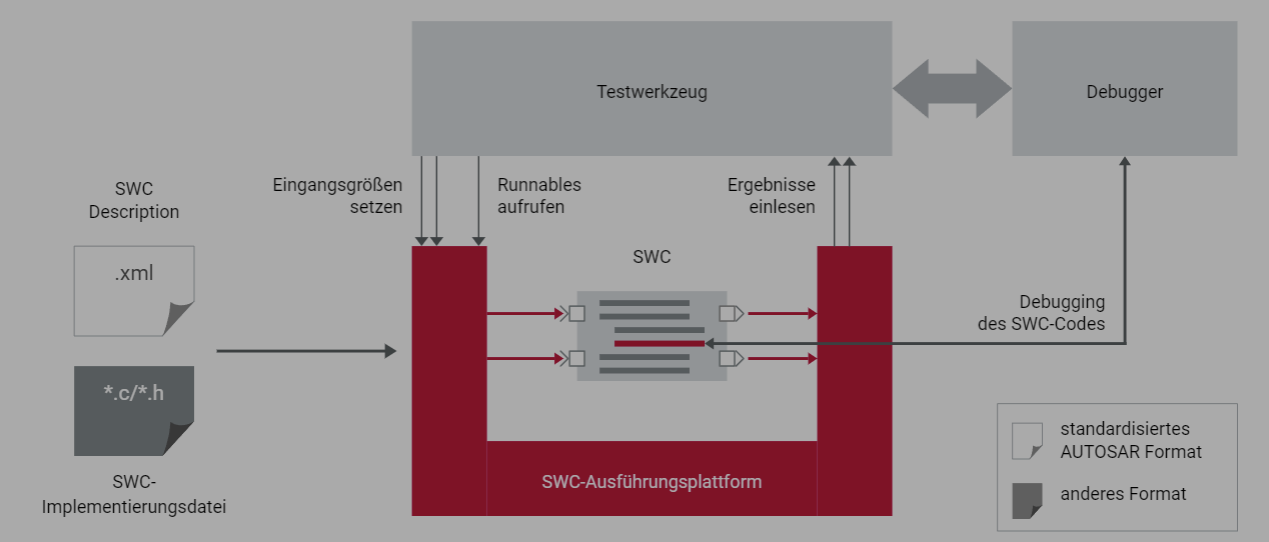 Testwerkzeug
Debugger
SWC
Description
.xml
*.c/*.h
SWC-
Implementierungsdatei
Eingangsgrößen
setzen
Runnables
aufrufen
Ergebnisse
einlesen
SWC
Debugging
des SWC-Codes
SWC-Ausführungsplattform
standardisiertes
AUTOSAR Format
anderes Format